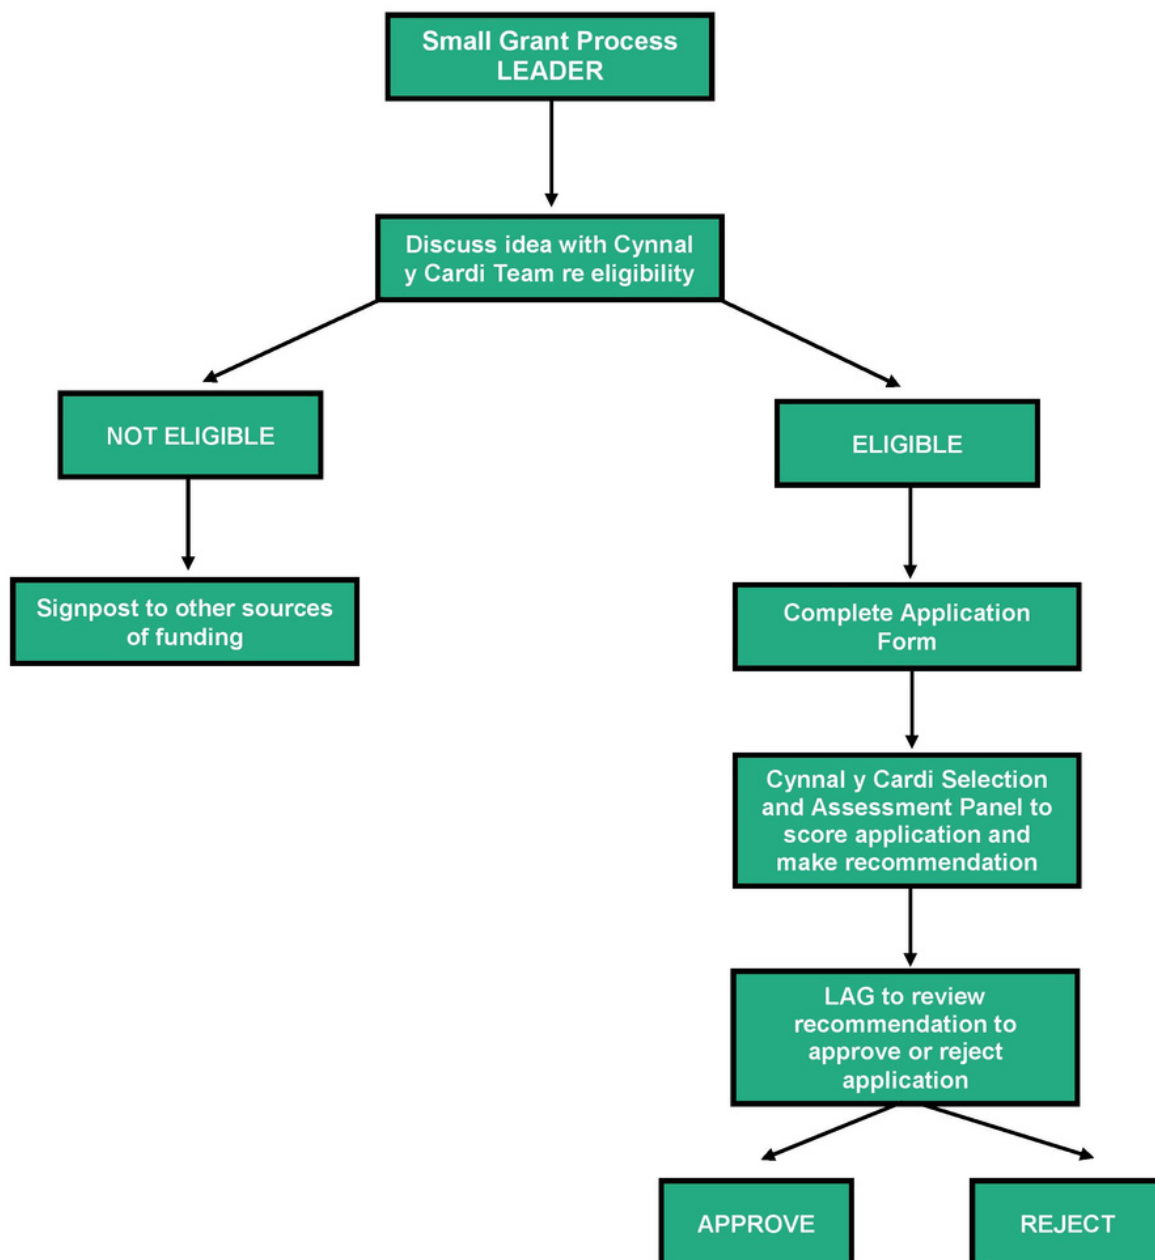 Small Grant Process
LEADER
Discuss idea with Cynnal
y Cardi Team re eligibility
NOT ELIGIBLE
ELIGIBLE
Signpost to other sources
of funding
Complete Application
Form
Cynnal y Cardi Selection
and Assessment Panel to
score application and
make recommendation
LAG to review
recommendation to
approve or reject
application
APPROVE
REJECT